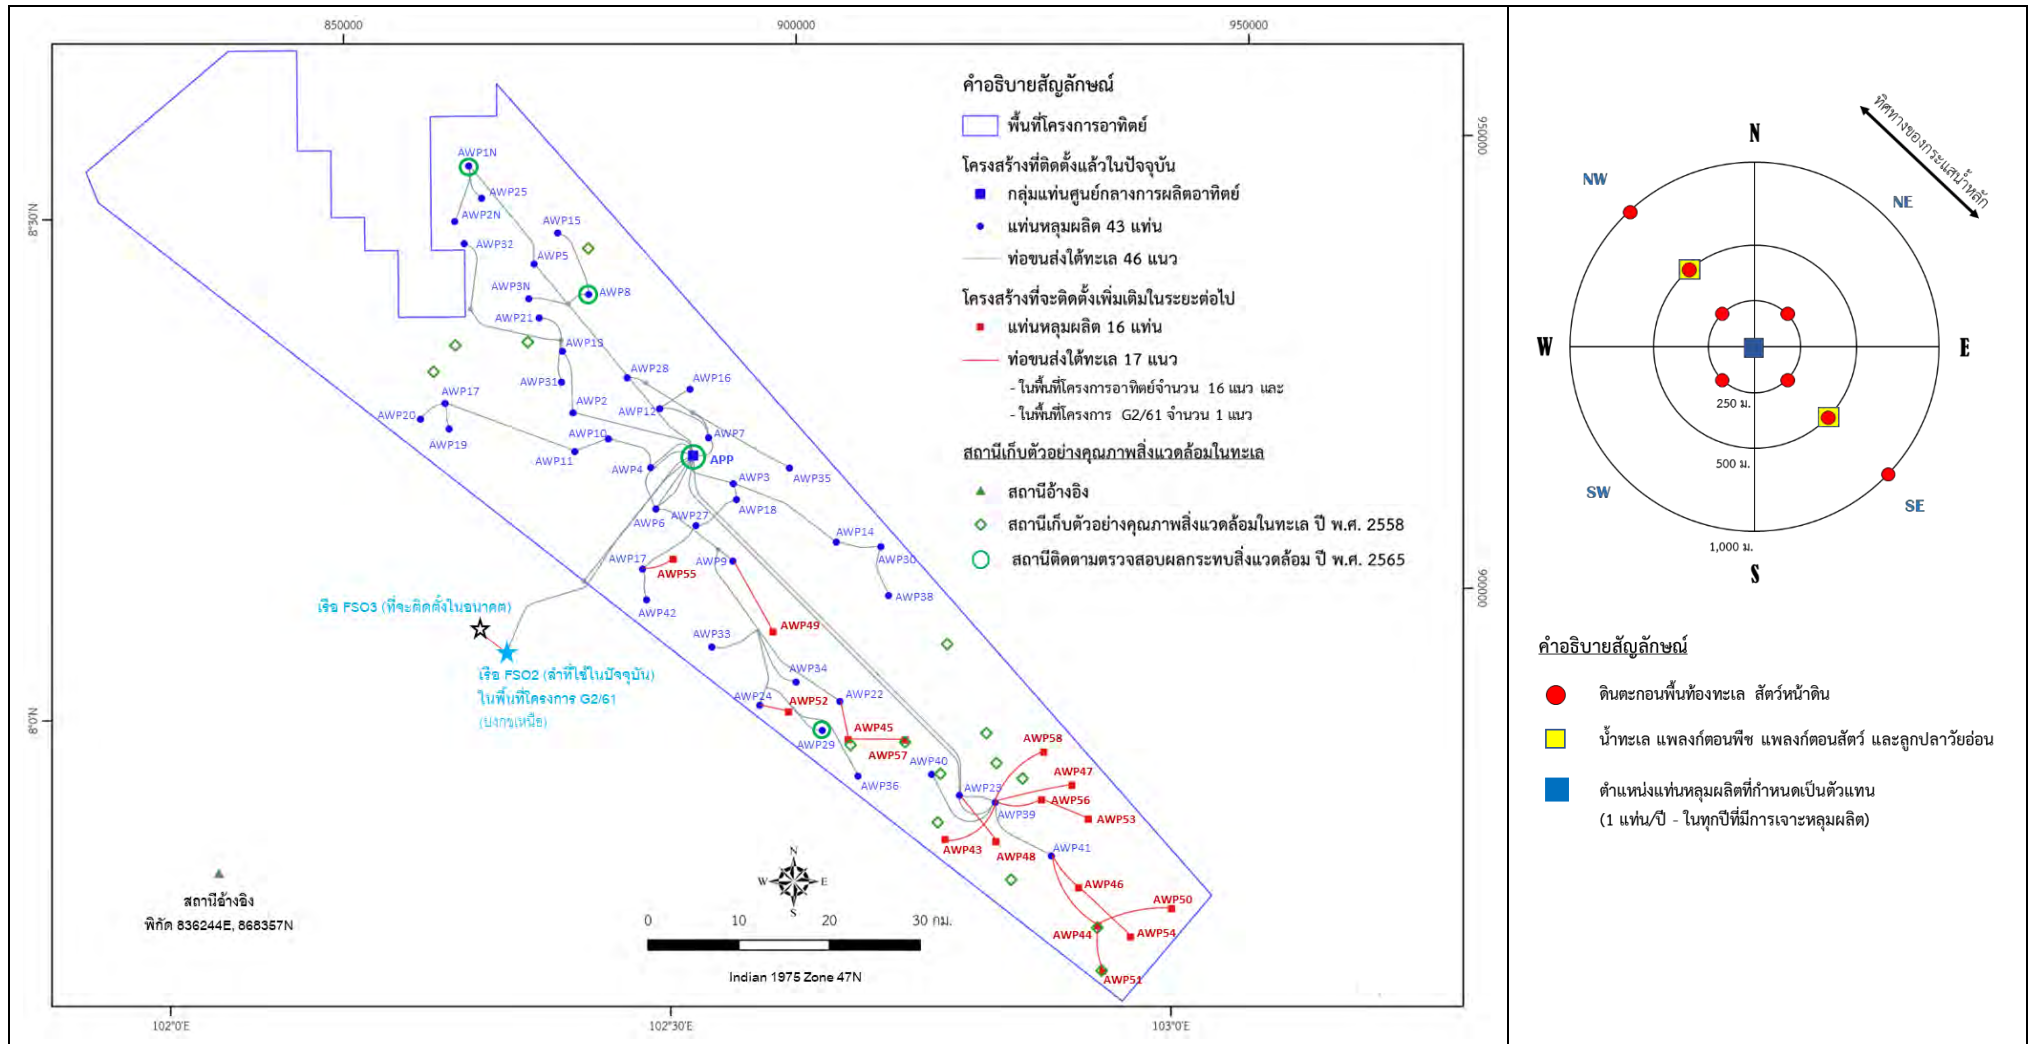 850000
900000
950000
950000
900000
8°30'N
8°0'N
102°0'E
102°30'E
103°0'E
คำอธิบายสัญลักษณ์
พื้นที่โครงการอาทิตย์
โครงสร้างที่ติดตั้งแล้วในปัจจุบัน
กลุ่มแท่นศูนย์กลางการผลิตอาทิตย์
แท่นหลุมผลิต 43 แท่น
ท่อขนส่งใต้ทะเล 46 แนว
โครงสร้างที่จะติดตั้งเพิ่มเติมในระยะต่อไป
แท่นหลุมผลิต 16 แท่น
ท่อขนส่งใต้ทะเล 17 แนว
- ในพื้นที่โครงการอาทิตย์จำนวน 16 แนว และ
- ในพื้นที่โครงการ G2/61 จำนวน 1 แนว
สถานีเก็บตัวอย่างคุณภาพสิ่งแวดล้อมในทะเล
สถานีอ้างอิง
สถานีเก็บตัวอย่างคุณภาพสิ่งแวดล้อมในทะเล ปี พ.ศ. 2558
สถานีติดตามตรวจสอบผลกระทบสิ่งแวดล้อม ปี พ.ศ. 2565
AWP1N
AWP25
AWP2N
AWP32
AWP15
AWP5
AWP3N
AWP8
AWP21
AWP13
AWP31
AWP28
AWP16
AWP17
AWP20
AWP19
AWP2
AWP12
AWP10
AWP7
AWP11
AWP4
APP
AWP3
AWP35
AWP18
AWP6
AWP27
AWP14
AWP30
AWP17
AWP55
AWP9
AWP38
AWP42
AWP33
AWP49
AWP34
AWP24
AWP52
AWP22
AWP29
AWP45
AWP57
AWP58
AWP36
AWP40
AWP23
AWP47
AWP56
AWP39
AWP53
AWP43
AWP48
AWP41
AWP46
AWP50
AWP44
AWP54
AWP51
เรือ FSO3 (ที่จะติดตั้งในอนาคต)
เรือ FSO2 (ลำที่ใช้ในปัจจุบัน)
ในพื้นที่โครงการ G2/61
(บงกชเหนือ)
สถานีอ้างอิง
พิกัด 836244E, 868357N
N
W
E
S
0 10 20 30 กม.
Indian 1975 Zone 47N
ทิศทางของกระแสน้ำหลัก
N
NW
NE
W
E
SW
SE
S
250 ม.
500 ม.
1,000 ม.
คำอธิบายสัญลักษณ์
ดินตะกอนพื้นท้องทะเล สัตว์หน้าดิน
น้ำทะเล แพลงก์ตอนพืช แพลงก์ตอนสัตว์ และลูกปลาวัยอ่อน
ตำแหน่งแท่นหลุมผลิตที่กำหนดเป็นตัวแทน
(1 แท่น/ปี - ในทุกปีที่มีการเจาะหลุมผลิต)